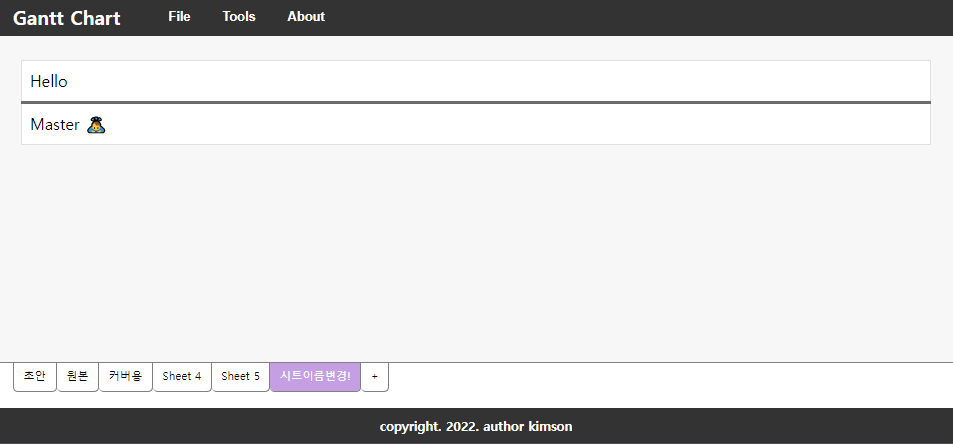 Gantt Chart File Tools About
Hello
Master 
초안 원본 커버용 Sheet 4 Sheet 5 시트이름변경! +
copyright. 2022. author kimson